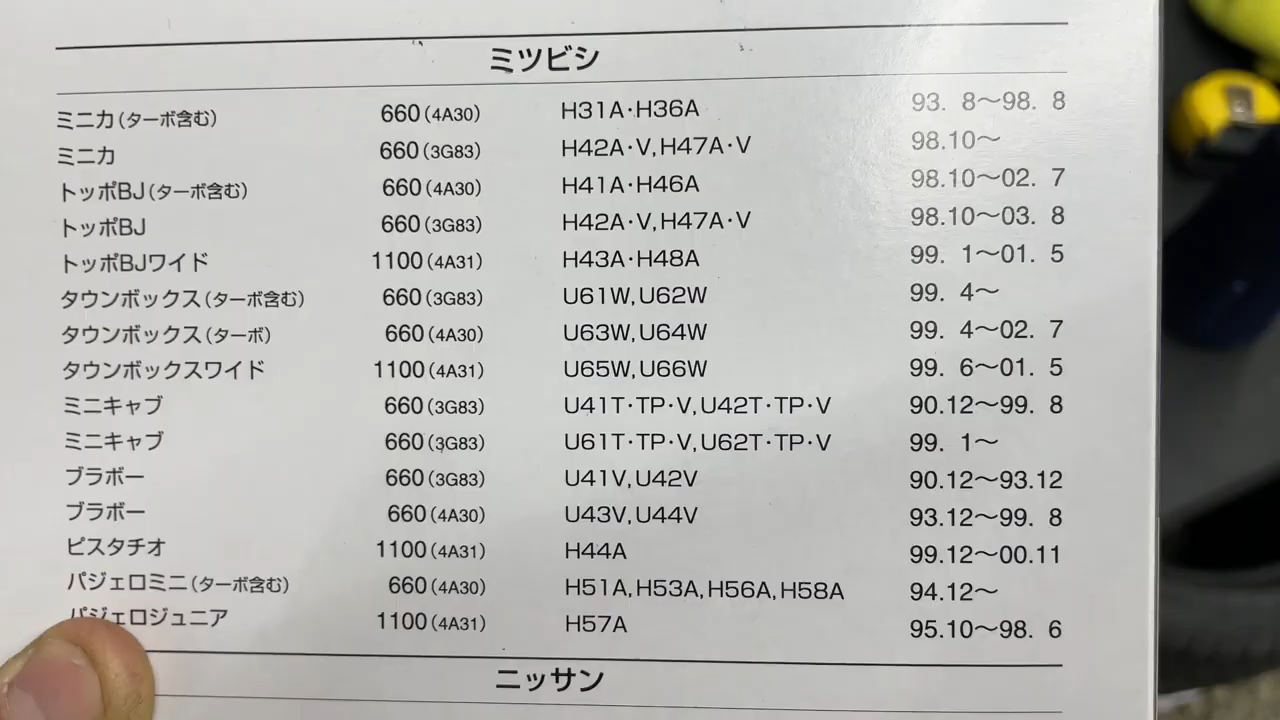 ミツビシ
ミニカ(ターボ含む) 660(4A30) H31A·H36A 93. 8〜98. 8
ミニカ 660(3G83) H42A·V,H47A·V 98.10〜
トッポBJ(ターボ含む) 660(4A30) H41A·H46A 98.10〜02. 7
トッポBJ 660(3G83) H42A·V,H47A·V 98.10〜03. 8
トッポBJワイド 1100(4A31) H43A·H48A 99. 1〜01. 5
タウンボックス(ターボ含む) 660(3G83) U61W,U62W 99. 4〜
タウンボックス(ターボ) 660(4A30) U63W,U64W 99. 4〜02. 7
タウンボックスワイド 1100(4A31) U65W,U66W 99. 6〜01. 5
ミニキャブ 660(3G83) U41T·TP·V,U42T·TP·V 90.12〜99. 8
ミニキャブ 660(3G83) U61T·TP·V,U62T·TP·V 99. 1〜
ブラボー 660(3G83) U41V,U42V 90.12〜93.12
ブラボー 660(4A30) U43V,U44V 93.12〜99. 8
ピスタチオ 1100(4A31) H44A 99.12〜00.11
パジェロミニ(ターボ含む) 660(4A30) H51A,H53A,H56A,H58A 94.12〜
パジェロジュニア 1100(4A31) H57A 95.10〜98. 6
ニッサン